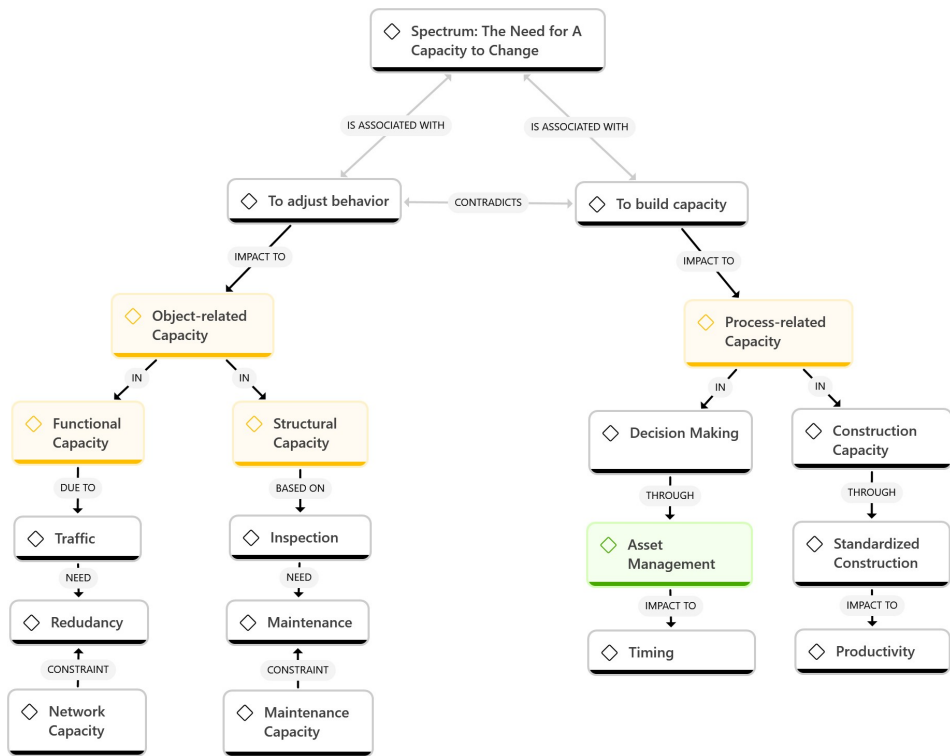 Spectrum: The Need for A
Capacity to Change
IS ASSOCIATED WITH
IS ASSOCIATED WITH
To adjust behavior
CONTRADICTS
To build capacity
IMPACT TO
IMPACT TO
Object-related
Capacity
Process-related
Capacity
IN
IN
IN
IN
Functional
Capacity
Structural
Capacity
Decision Making
Construction
Capacity
DUE TO
BASED ON
THROUGH
THROUGH
Traffic
Inspection
Asset
Management
Standardized
Construction
NEED
NEED
IMPACT TO
IMPACT TO
Redudancy
Maintenance
Timing
Productivity
CONSTRAINT
CONSTRAINT
Network
Capacity
Maintenance
Capacity